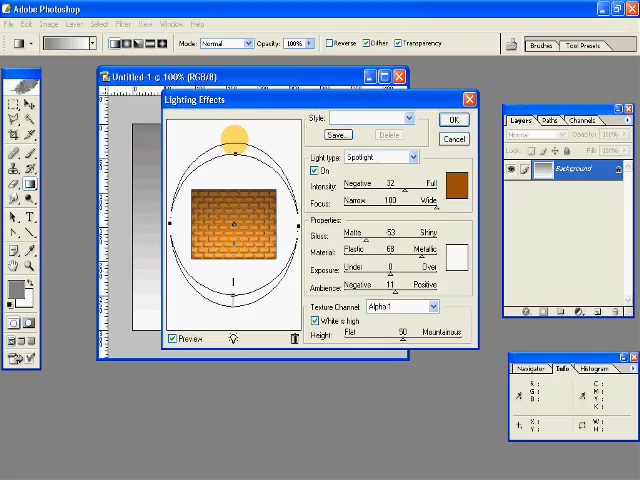 Adobe Photoshop
File Edit Image Layer Select Filter View Window Help
Mode: Normal Opacity: 100% Reverse Dither Transparency Brushes Tool Presets
Untitled-1 @ 100% (RGB/8)
Lighting Effects
Style:
OK
Save...
Delete
Cancel
Light type: Spotlight
On
Intensity: Negative 32 Full
Focus: Narrow 100 Wide
Properties:
Gloss: Matte -53 Shiny
Material: Plastic 68 Metallic
Exposure: Under 0 Over
Ambience: Negative 11 Positive
Texture Channel: Alpha 1
White is high
Height: Flat 50 Mountainous
Preview
Layers Paths Channels
Normal Opacity: 100%
Lock: Fill: 100%
Background
Navigator Info Histogram
R: C:
G: M:
B: Y:
K:
X: W:
Y: H: